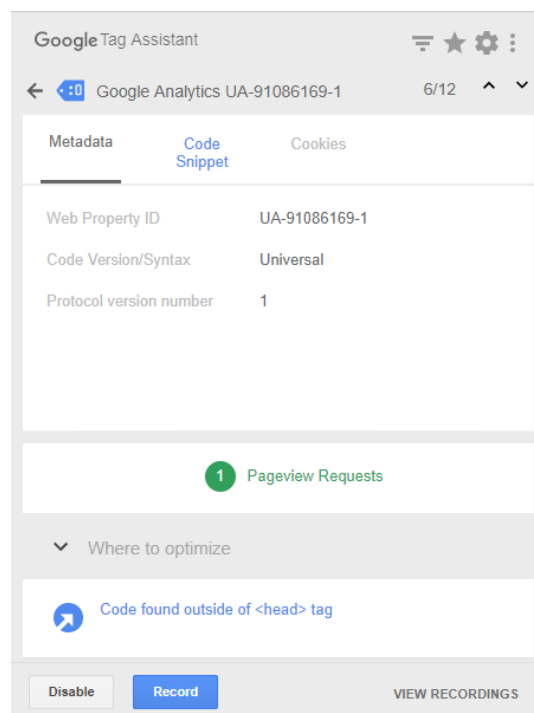 Google Tag Assistant
Google Analytics UA-91086169-1 6/12
Metadata
Code
Snippet
Cookies
Web Property ID UA-91086169-1
Code Version/Syntax Universal
Protocol version number 1
1 Pageview Requests
Where to optimize
Code found outside of <head> tag
Disable Record VIEW RECORDINGS